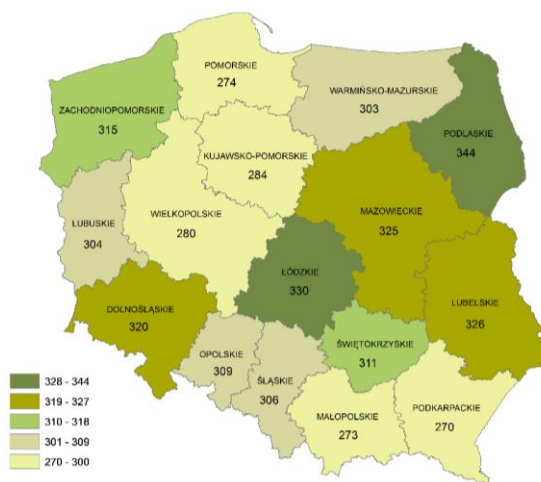 POMORSKIE
274
WARMIŃSKO-MAZURSKIE
303
ZACHODNIOPOMORSKIE
315
PODLASKIE
344
KUJAWSKO-POMORSKIE
284
MAZOWIECKIE
325
WIELKOPOLSKIE
280
LUBUSKIE
304
ŁÓDZKIE
330
LUBELSKIE
326
DOLNOŚLĄSKIE
320
OPOLSKIE
309
ŚLĄSKIE
306
ŚWIĘTOKRZYSKIE
311
MAŁOPOLSKIE
273
PODKARPACKIE
270
328 - 344
319 - 327
310 - 318
301 - 309
270 - 300